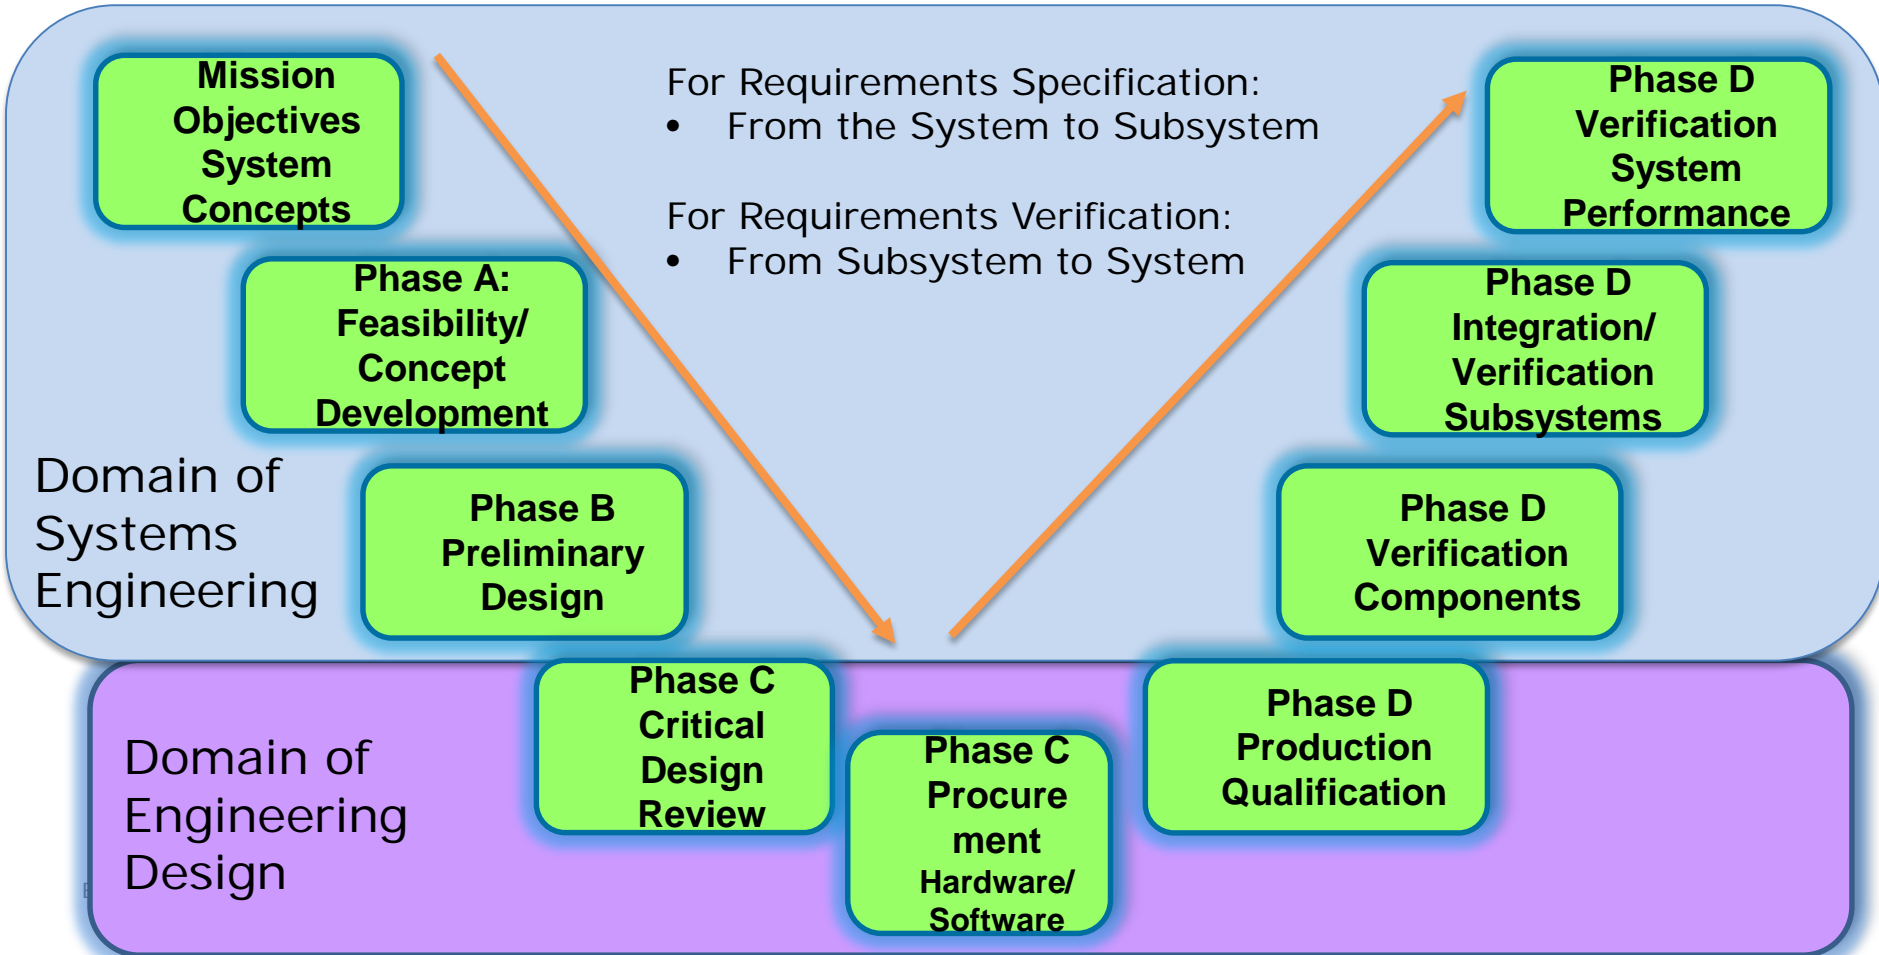 Mission
Objectives
System
Concepts
For Requirements Specification:
• From the System to Subsystem
For Requirements Verification:
• From Subsystem to System
Phase D
Verification
System
Performance
Phase A:
Feasibility/
Concept
Development
Phase D
Integration/
Verification
Subsystems
Domain of
Systems
Engineering
Phase B
Preliminary
Design
Phase D
Verification
Components
Domain of
Engineering
Design
Phase C
Critical
Design
Review
Phase C
Procure
ment
Hardware/
Software
Phase D
Production
Qualification